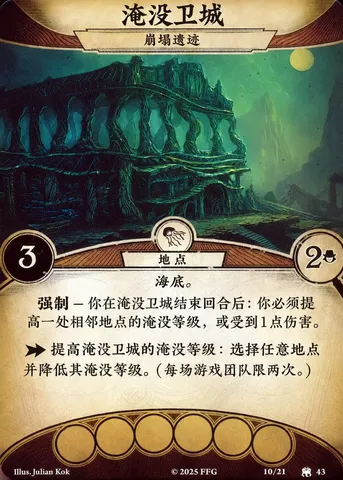 淹没卫城
崩塌遗迹
3
地点
2
海底。
强制 – 你在淹没卫城结束回合后：你必须提
高一处相邻地点的淹没等级，或受到1点伤害。
提高淹没卫城的淹没等级：选择任意地点
并降低其淹没等级。（每场游戏团队限两次。）
Illus. Julian Kok
© 2025 FFG
10/21
43